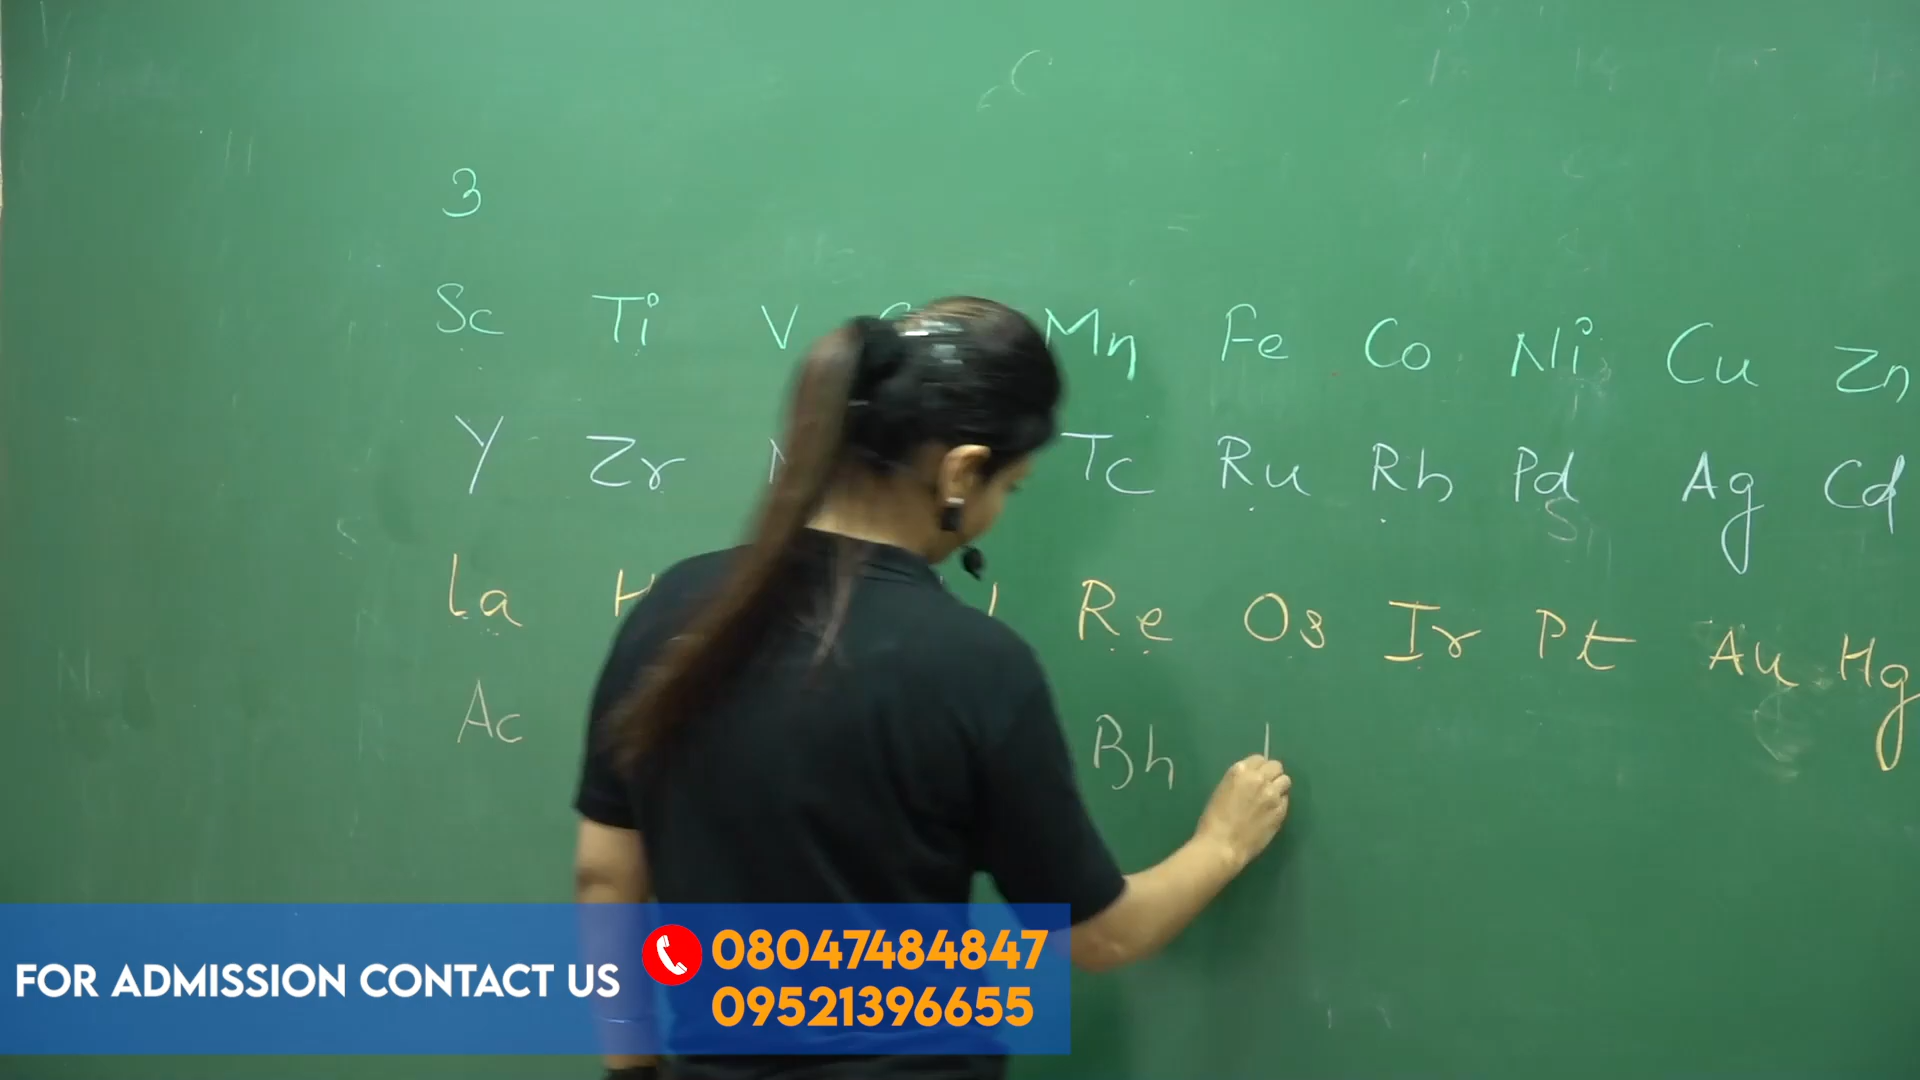 3
Sc Ti V Mn Fe Co Ni Cu Zn
Y Zr Tc Ru Rh Pd Ag Cd
La Re Os Ir Pt Au Hg
Ac Bh
FOR ADMISSION CONTACT US
08047484847
09521396655